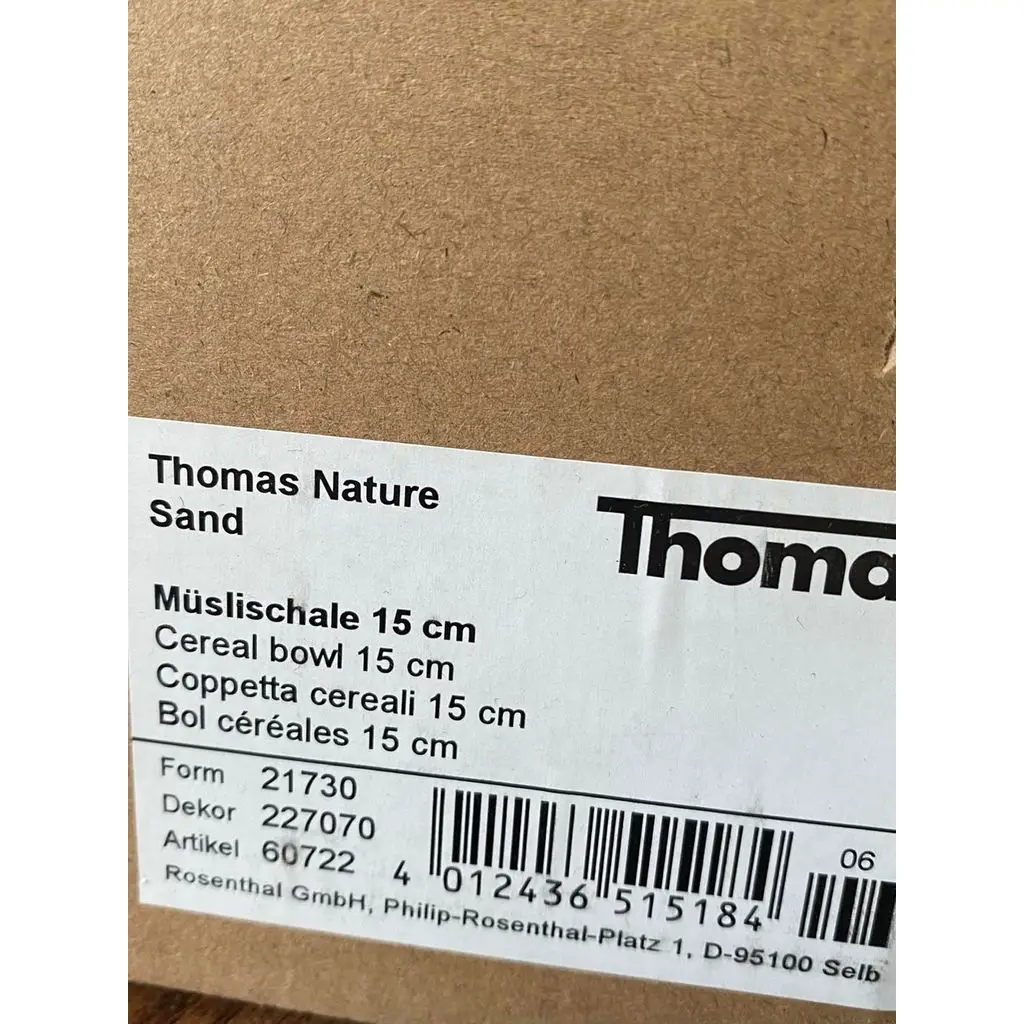 Thomas Nature
Sand
Thoma
Müslischale 15 cm
Cereal bowl 15 cm
Coppetta cereali 15 cm
Bol céréales 15 cm
Form 21730
Dekor 227070
Artikel 60722
4 012436 515184
06
Rosenthal GmbH, Philip-Rosenthal-Platz 1, D-95100 Selb